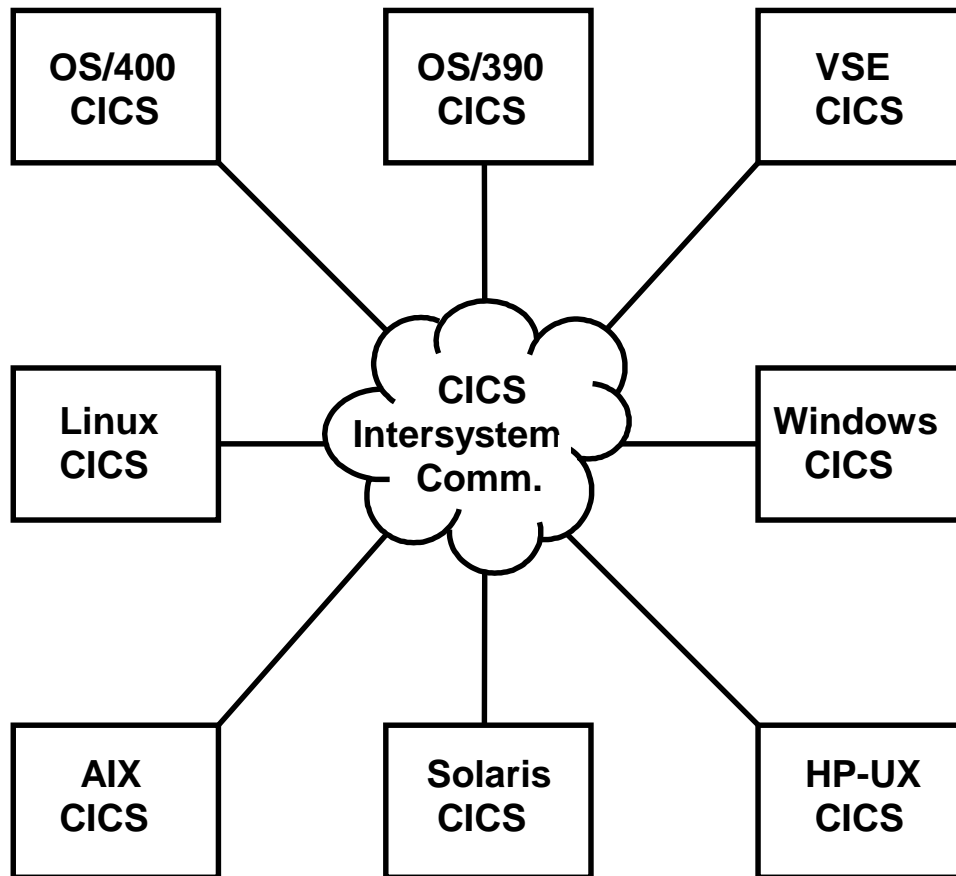 OS/400
CICS
OS/390
CICS
VSE
CICS
CICS
Intersystem
Comm.
Linux
CICS
Windows
CICS
AIX
CICS
Solaris
CICS
HP-UX
CICS